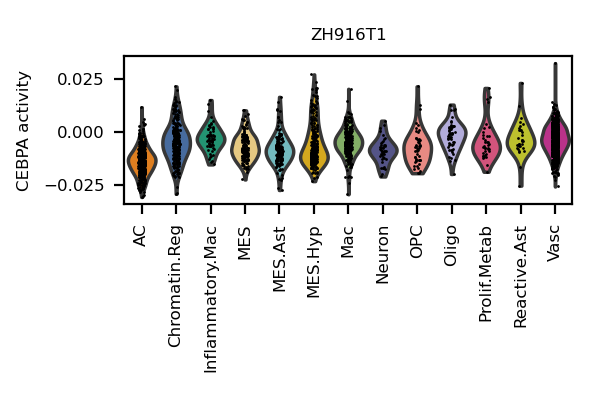 ZH916T1
CEBPA activity
0.025
0.000
−0.025
AC
Chromatin.Reg
Inflammatory.Mac
MES
MES.Ast
MES.Hyp
Mac
Neuron
OPC
Oligo
Prolif.Metab
Reactive.Ast
Vasc